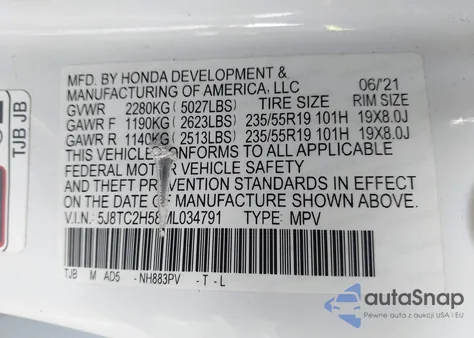 MFD. BY HONDA DEVELOPMENT &
MANUFACTURING OF AMERICA, LLC 06/'21
GVWR 2280KG (5027LBS) TIRE SIZE RIM SIZE
GAWR F 1190KG (2623LBS) 235/55R19 101H 19X8.0J
GAWR R 1140KG (2513LBS) 235/55R19 101H 19X8.0J
THIS VEHICLE CONFORMS TO ALL APPLICABLE
FEDERAL MOTOR VEHICLE SAFETY
AND THEFT PREVENTION STANDARDS IN EFFECT
ON THE DATE OF MANUFACTURE SHOWN ABOVE.
V.I.N.: 5J8TC2H58ML034791 TYPE: MPV
TJB M AD5 -NH883PV -T-L
TJB JB
autoSnap
Pewne auta z aukcji z USA i EU